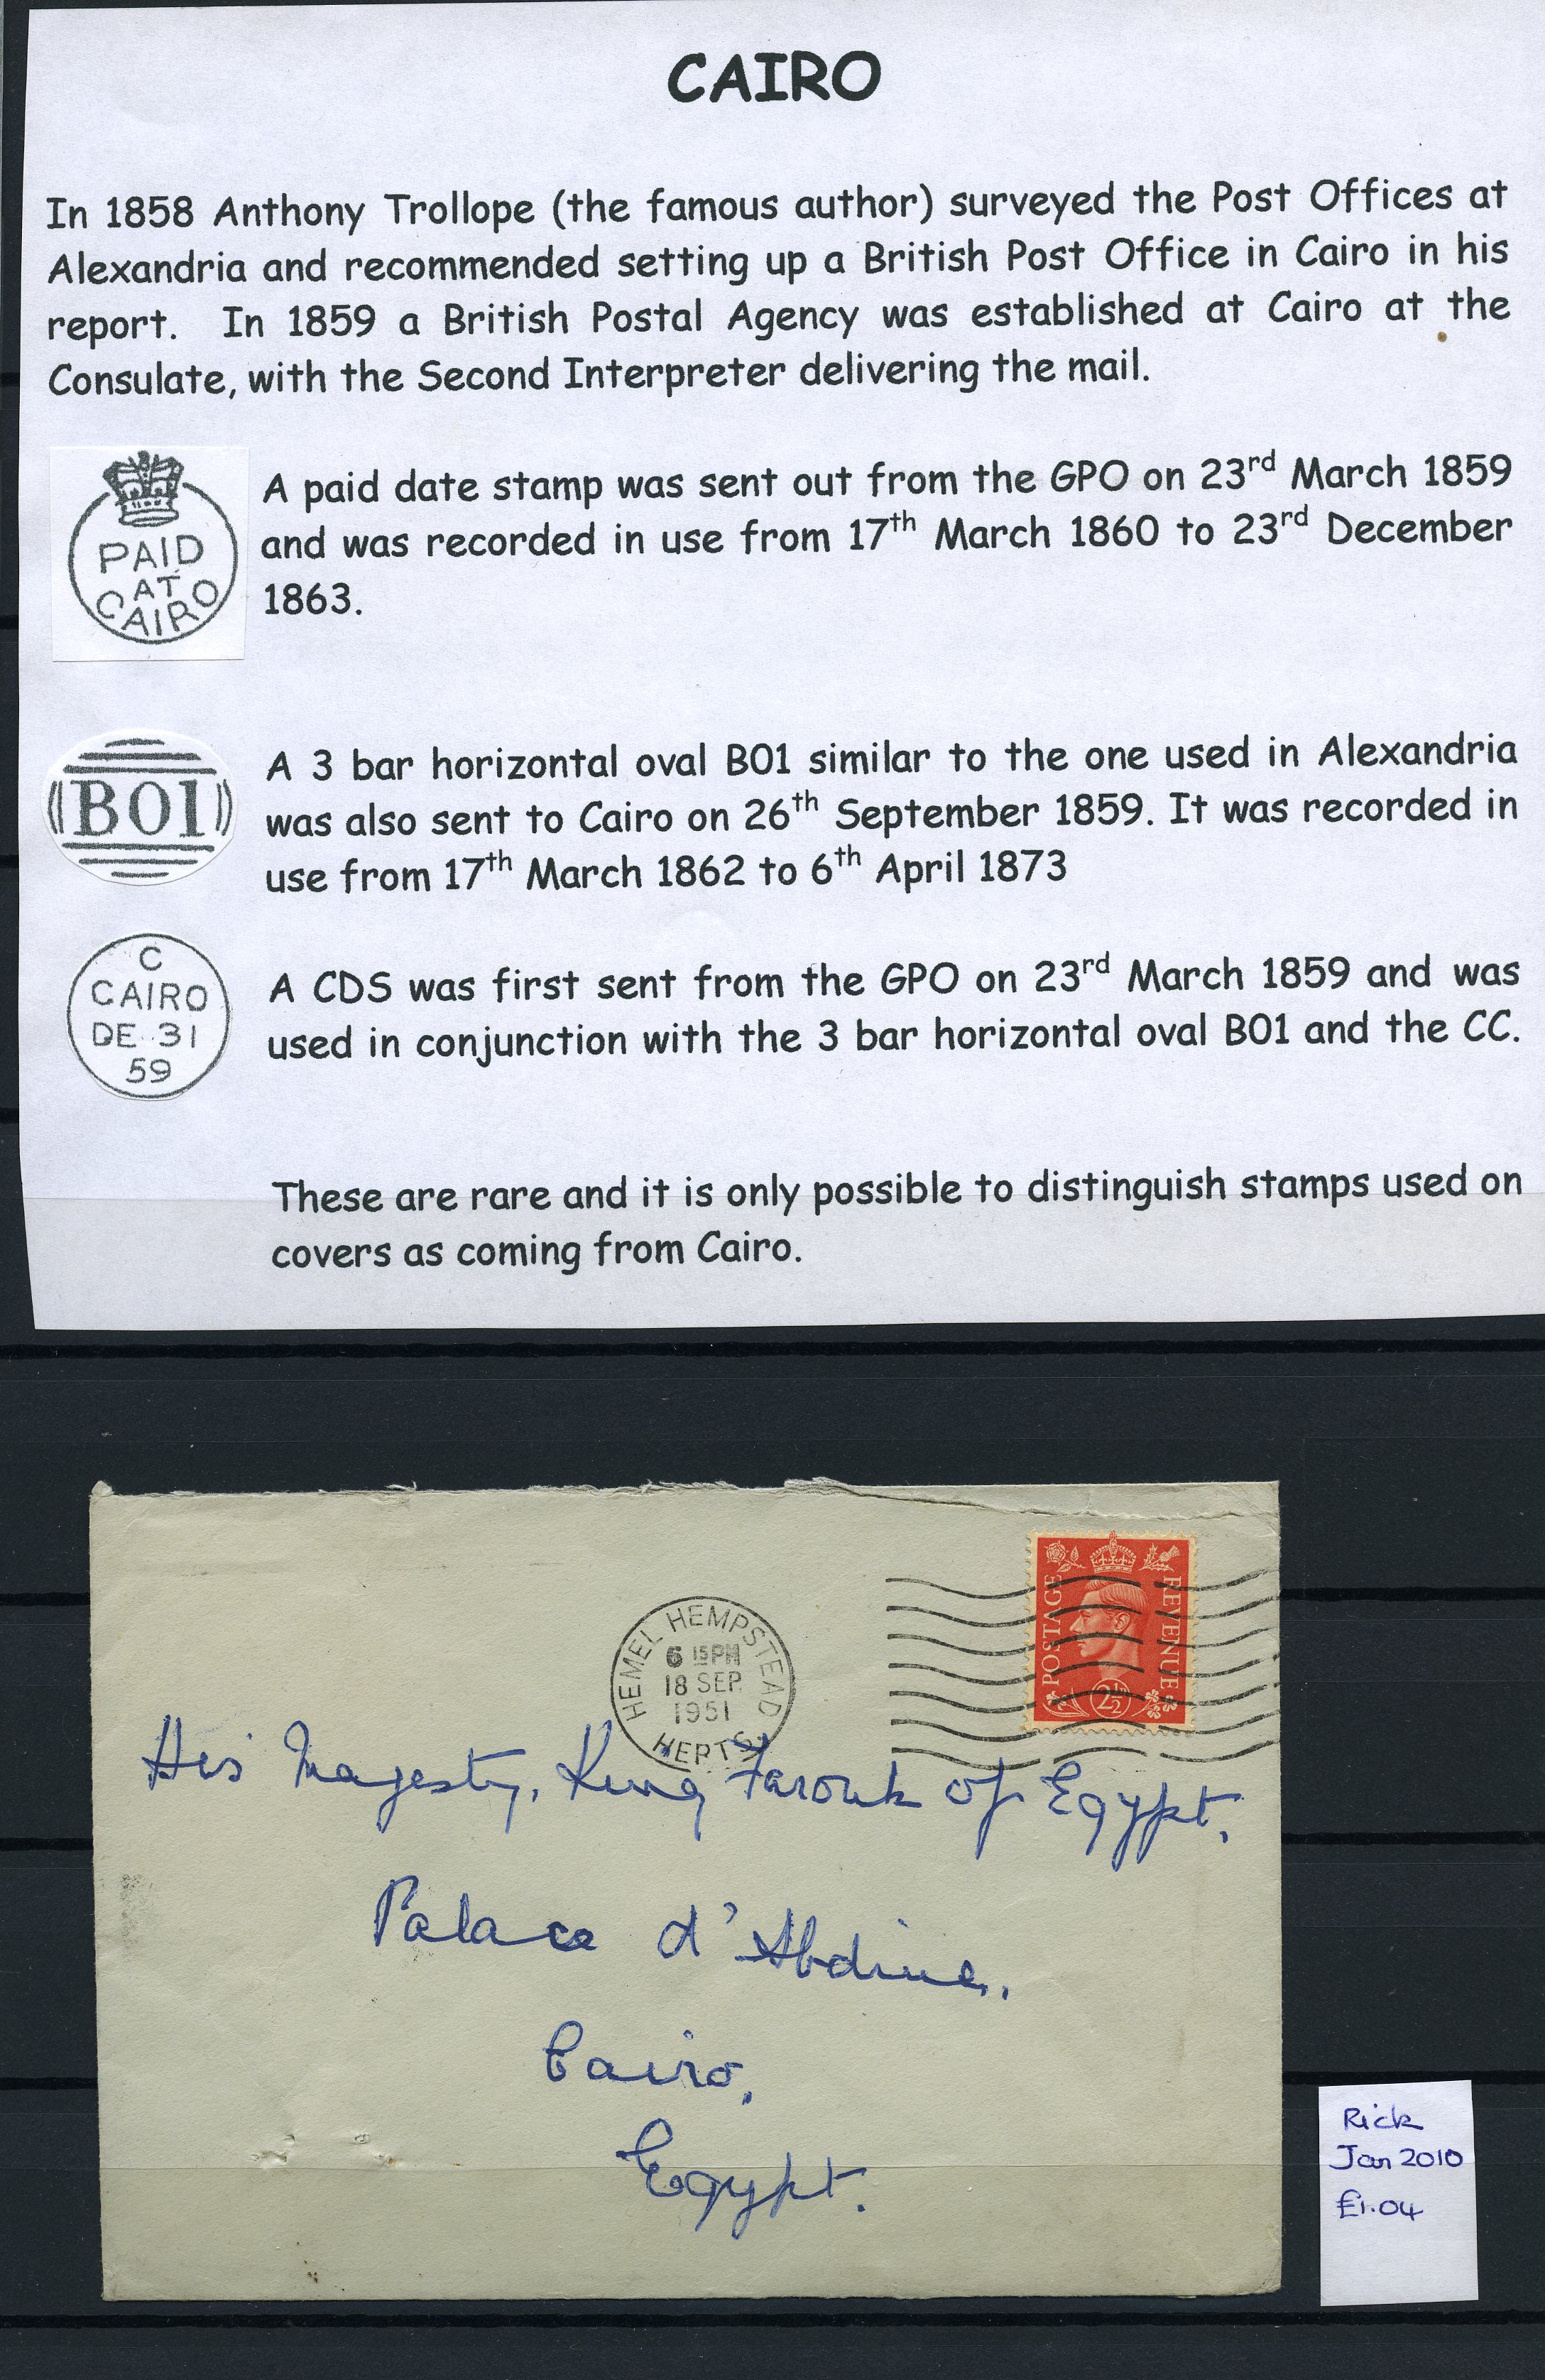 CAIRO
In 1858 Anthony Trollope (the famous author) surveyed the Post Offices at
Alexandria and recommended setting up a British Post Office in Cairo in his
report. In 1859 a British Postal Agency was established at Cairo at the
Consulate, with the Second Interpreter delivering the mail.
PAID
AT
CAIRO
A paid date stamp was sent out from the GPO on 23rd March 1859
and was recorded in use from 17th March 1860 to 23rd December
1863.
B01
A 3 bar horizontal oval B01 similar to the one used in Alexandria
was also sent to Cairo on 26th September 1859. It was recorded in
use from 17th March 1862 to 6th April 1873
C
CAIRO
DE 31
59
A CDS was first sent from the GPO on 23rd March 1859 and was
used in conjunction with the 3 bar horizontal oval B01 and the CC.
These are rare and it is only possible to distinguish stamps used on
covers as coming from Cairo.
HEMEL HEMPSTEAD
6 15 PM
18 SEP
1951
HERTS
POSTAGE
REVENUE
2½
His Majesty, King Farouk of Egypt,
Palace d'Abdine,
Cairo,
Egypt.
Rick
Jan 2010
£1.04